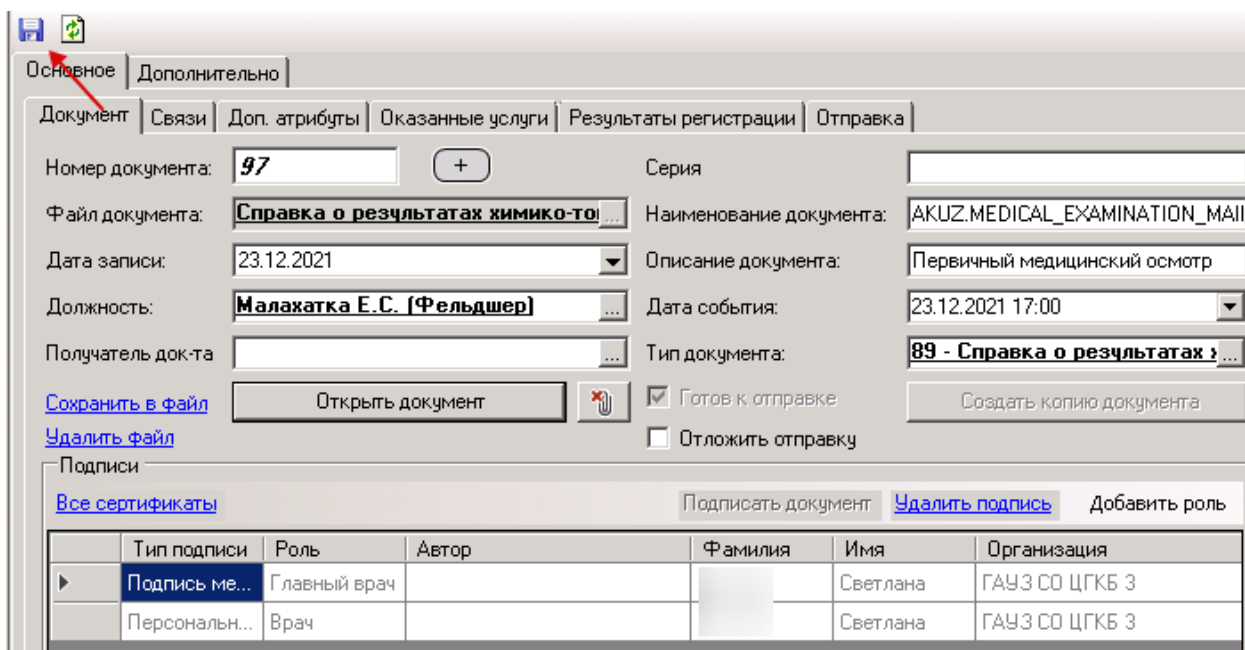 Основное Дополнительно
Документ Связи Доп. атрибуты Оказанные услуги Результаты регистрации Отправка
Номер документа: 97 + Серия
Файл документа: Справка о результатах химико-то ... Наименование документа: AKUZ.MEDICAL_EXAMINATION_MAII
Дата записи: 23.12.2021 Описание документа: Первичный медицинский осмотр
Должность: Малахатка Е.С. (Фельдшер) ... Дата события: 23.12.2021 17:00
Получатель док-та ... Тип документа: 89 - Справка о результатах х ...
Сохранить в файл Открыть документ Готов к отправке Создать копию документа
Удалить файл Отложить отправку
Подписи
Все сертификаты Подписать документ Удалить подпись Добавить роль
Тип подписи Роль Автор Фамилия Имя Организация
Подпись ме... Главный врач Светлана ГАУЗ СО ЦГКБ 3
Персональн... Врач Светлана ГАУЗ СО ЦГКБ 3